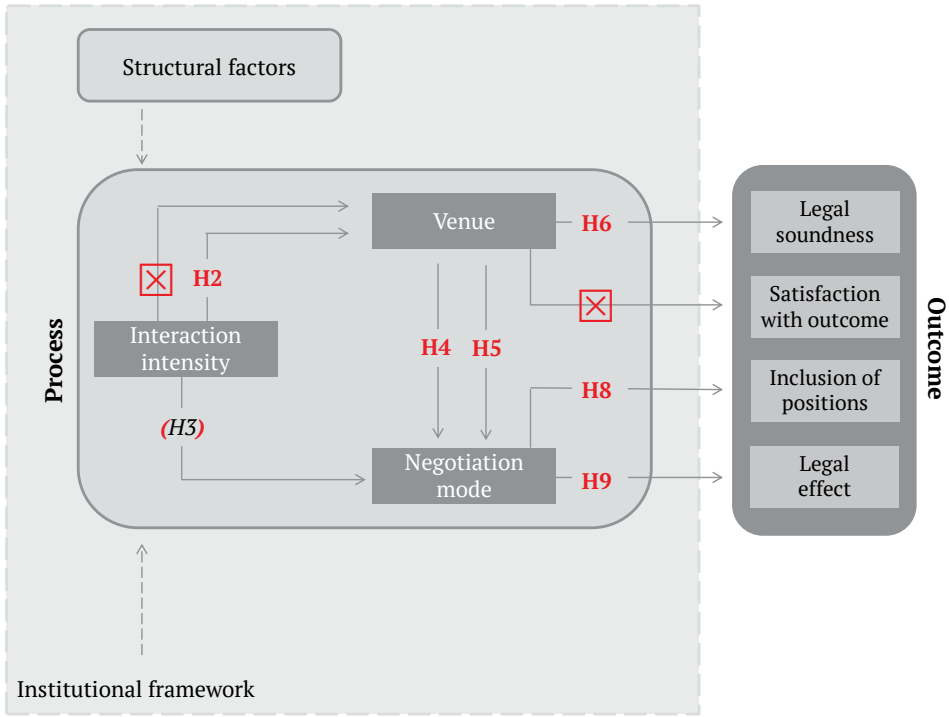 Structural factors
Venue
H6
Legal
soundness
H2
Satisfaction
with outcome
Interaction
intensity
H4
H5
Process
Outcome
H8
Inclusion of
positions
(H3)
Negotiation
mode
H9
Legal
effect
Institutional framework